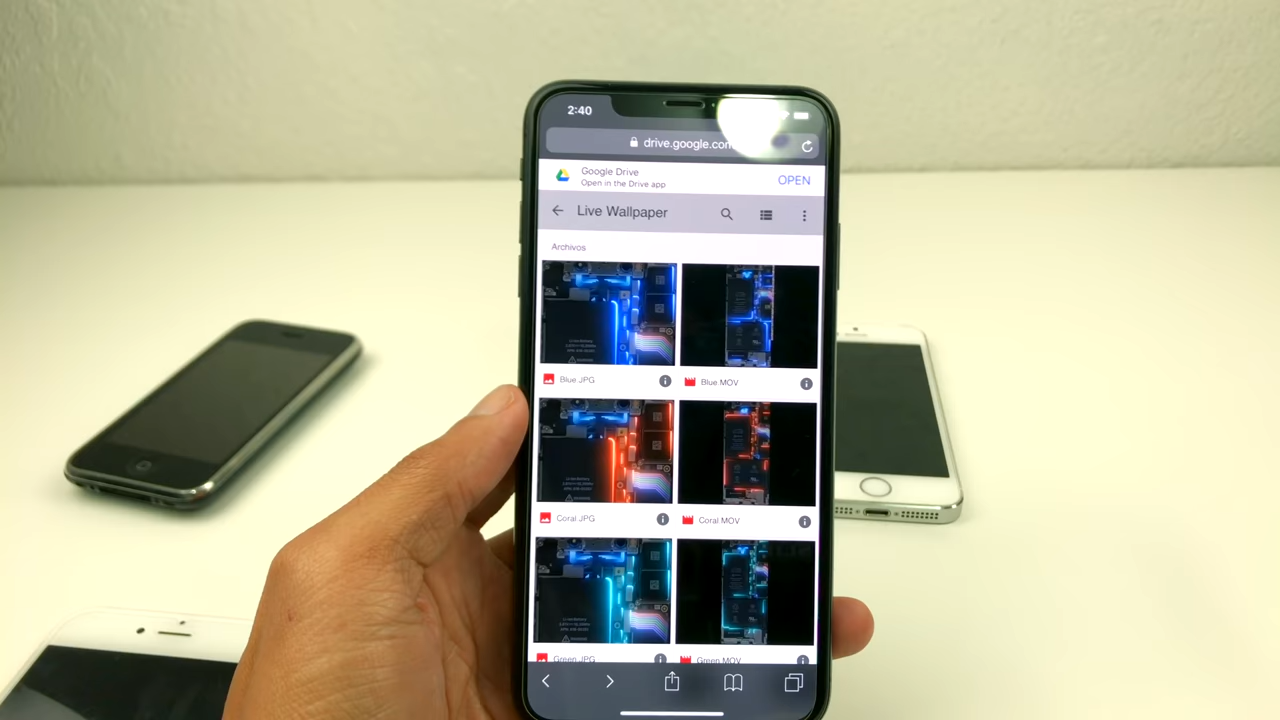 2:40
drive.google.com
Google Drive
Open in the Drive app
OPEN
Live Wallpaper
Archivos
Blue.JPG
Blue.MOV
Coral.JPG
Coral.MOV
Green.JPG
Green.MOV